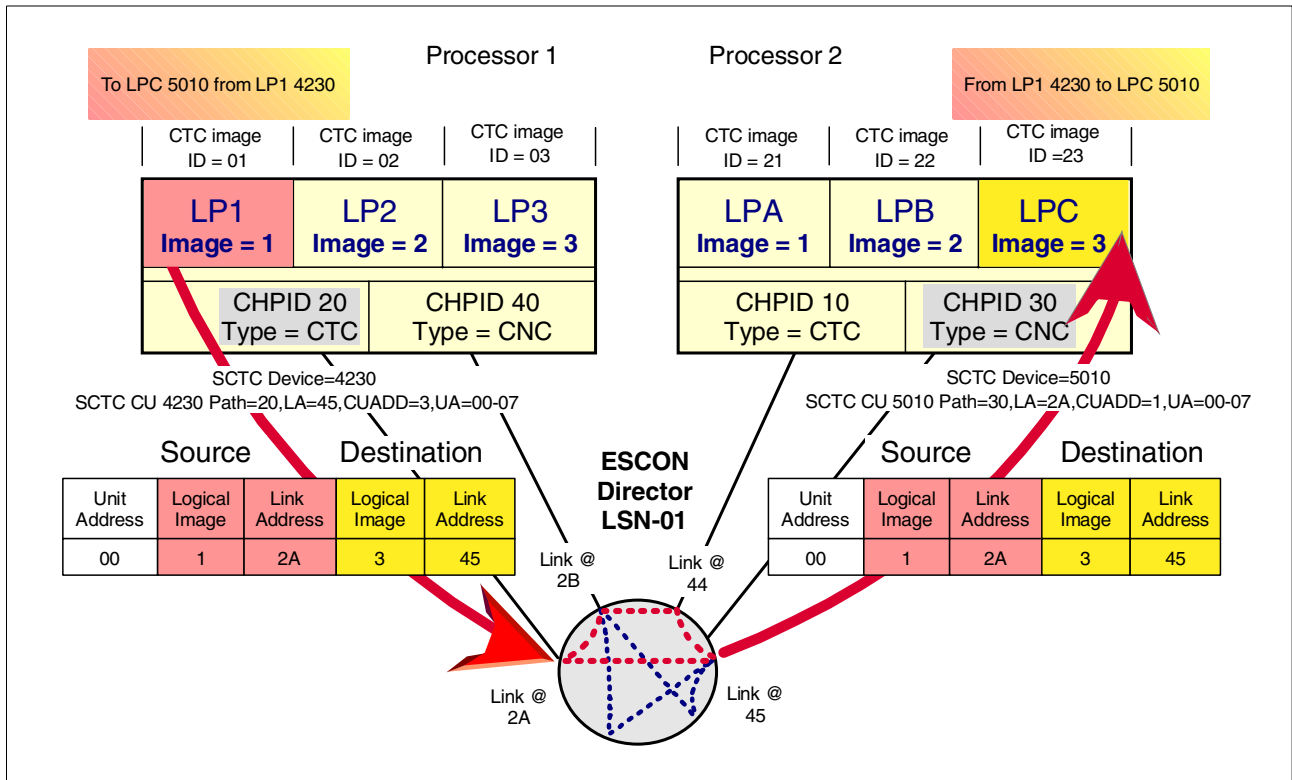 Processor 1
Processor 2
To LPC 5010 from LP1 4230
From LP1 4230 to LPC 5010
CTC image
ID = 01
CTC image
ID = 02
CTC image
ID = 03
CTC image
ID = 21
CTC image
ID = 22
CTC image
ID =23
LP1
Image = 1
LP2
Image = 2
LP3
Image = 3
LPA
Image = 1
LPB
Image = 2
LPC
Image = 3
CHPID 20
Type = CTC
CHPID 40
Type = CNC
CHPID 10
Type = CTC
CHPID 30
Type = CNC
SCTC Device=4230
SCTC CU 4230 Path=20,LA=45,CUADD=3,UA=00-07
SCTC Device=5010
SCTC CU 5010 Path=30,LA=2A,CUADD=1,UA=00-07
Source
Destination
Unit
Address
Logical
Image
Link
Address
Logical
Image
Link
Address
00
1
2A
3
45
ESCON
Director
LSN-01
Source
Destination
Unit
Address
Logical
Image
Link
Address
Logical
Image
Link
Address
00
1
2A
3
45
Link @
2B
Link @
44
Link @
2A
Link @
45